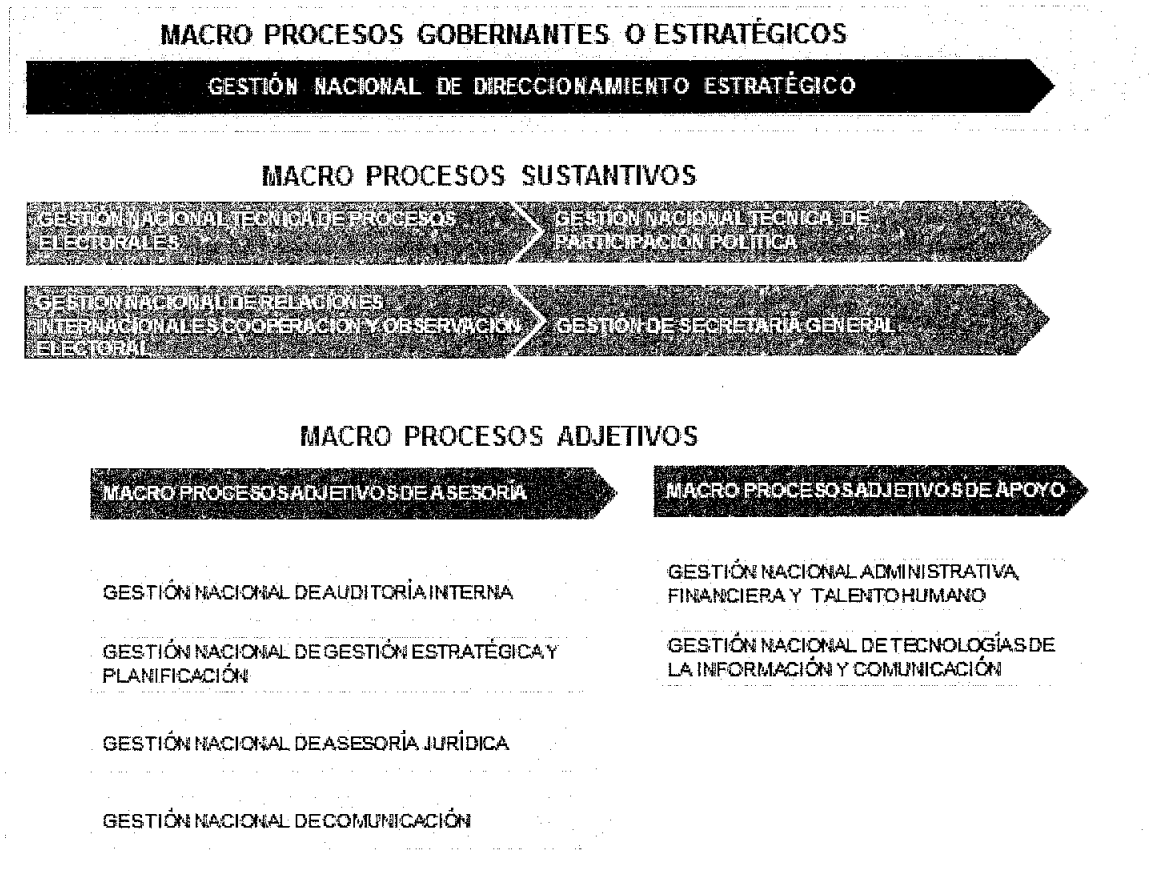 MACRO PROCESOS GOBERNANTES O ESTRATÉGICOS
GESTIÓN NACIONAL DE DIRECCIONAMIENTO ESTRATÉGICO
MACRO PROCESOS SUSTANTIVOS
GESTIÓN NACIONAL TECNICA DE PROCESOS
ELECTORALES
GESTIÓN NACIONAL TECNICA DE
PARTICIPACIÓN POLÍTICA
GESTIÓN NACIONAL DE RELACIONES
INTERNACIONALES COOPERACIÓN Y OBSERVACIÓN
ELECTORAL
GESTIÓN DE SECRETARÍA GENERAL
MACRO PROCESOS ADJETIVOS
MACRO PROCESOS ADJETIVOS DE ASESORÍA
GESTIÓN NACIONAL DE AUDITORÍA INTERNA
GESTIÓN NACIONAL DE GESTIÓN ESTRATÉGICA Y
PLANIFICACIÓN
GESTIÓN NACIONAL DE ASESORÍA JURÍDICA
GESTIÓN NACIONAL DE COMUNICACIÓN
MACRO PROCESOS ADJETIVOS DE APOYO
GESTIÓN NACIONAL ADMINISTRATIVA,
FINANCIERA Y TALENTO HUMANO
GESTIÓN NACIONAL DE TECNOLOGÍAS DE
LA INFORMACIÓN Y COMUNICACIÓN